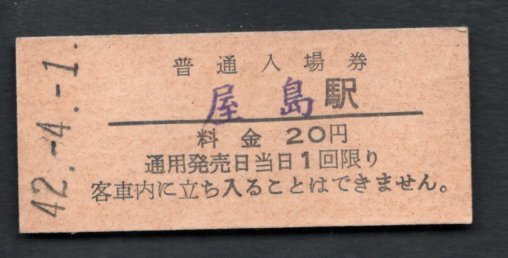 42.-4.-1.
普通入場券
屋島駅
料金 20円
通用発売日当日1回限り
客車内に立ち入ることはできません。